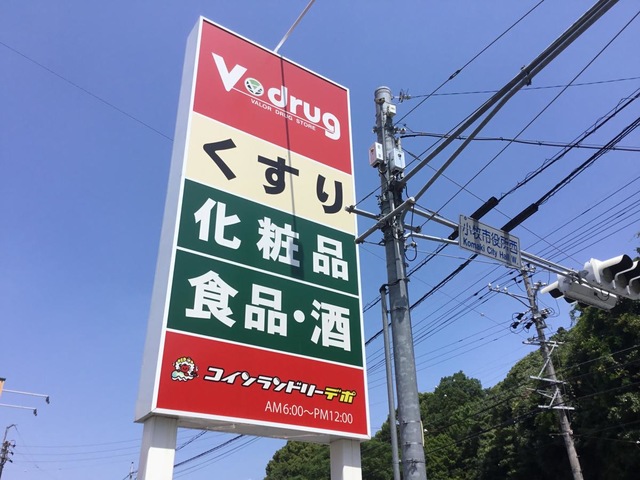 V♥drug
VALOR DRUG STORE
くすり
化粧品
食品・酒
コインランドリーデポ
AM6:00〜PM12:00
小牧市役所西
Komaki City Hall W